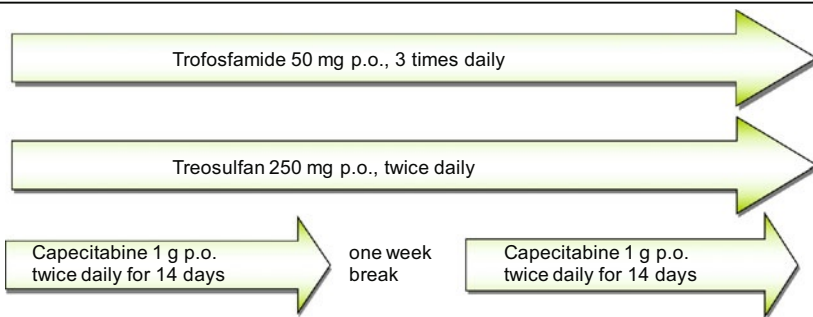 Trofosfamide 50 mg p.o., 3 times daily
Treosulfan 250 mg p.o., twice daily
Capecitabine 1 g p.o.
twice daily for 14 days
one week
break
Capecitabine 1 g p.o.
twice daily for 14 days